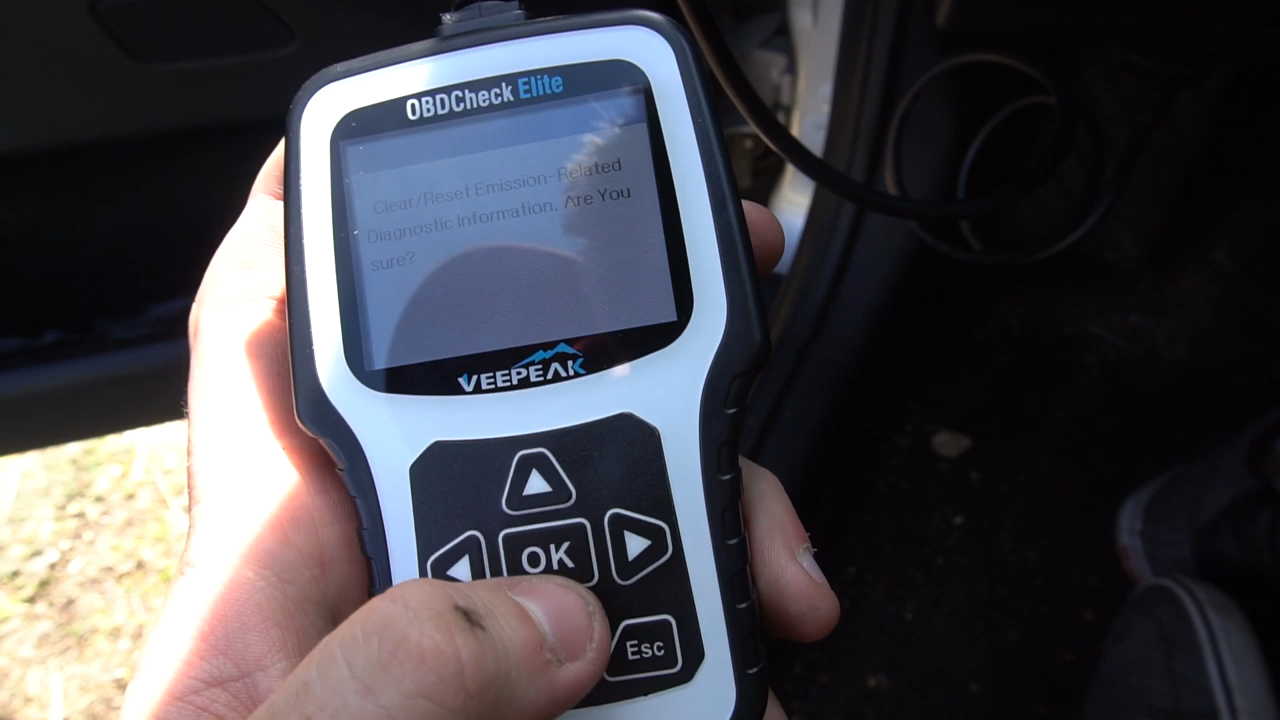 OBDCheck Elite
Clear/Reset Emission-Related
Diagnostic Information. Are You
sure?
VEEPEAK
OK
Esc